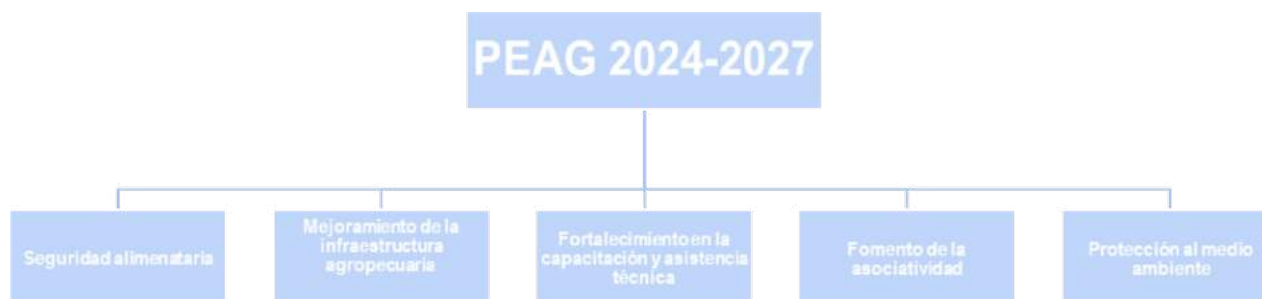 PEAG 2024-2027
Seguridad alimenataria
Mejoramiento de la
infraestructura
agropecuaria
Fortalecimiento en la
capacitación y asistencia
técnica
Fomento de la
asociatividad
Protección al medio
ambiente